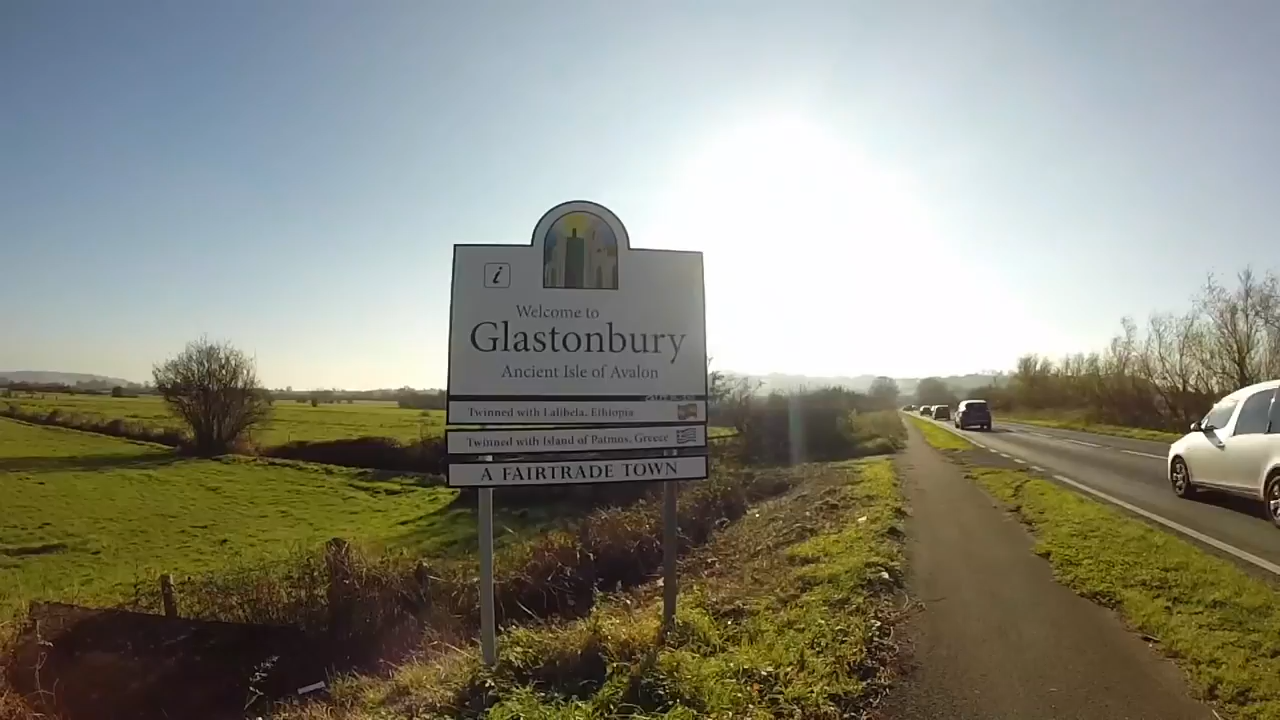 i
Welcome to
Glastonbury
Ancient Isle of Avalon
Twinned with Lalibela, Ethiopia
Twinned with Island of Patmos, Greece
A FAIRTRADE TOWN